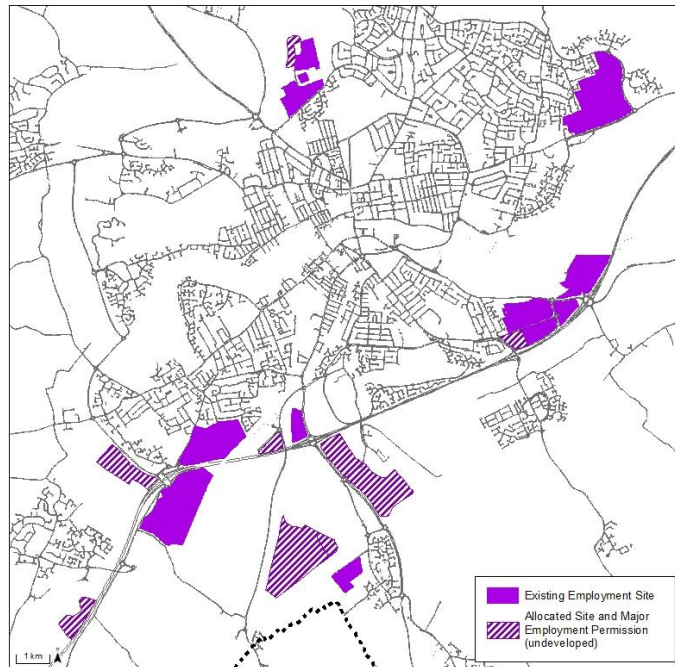 Existing Employment Site
Allocated Site and Major
Employment Permission
(undeveloped)
1 km